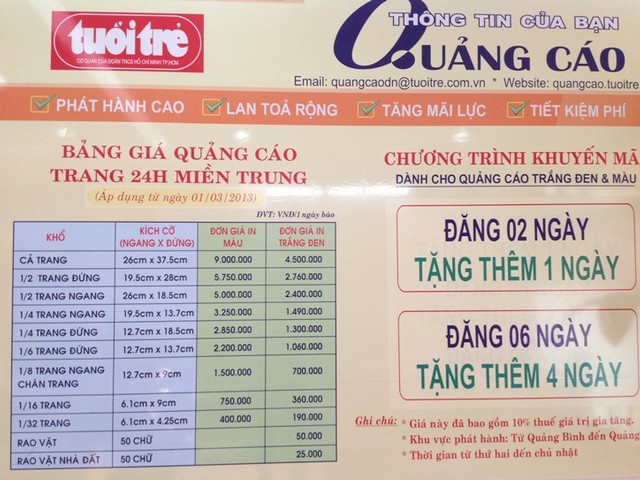 tuổi trẻ
CƠ QUAN CỦA ĐOÀN TNCS HỒ CHÍ MINH TP.HCM
THÔNG TIN CỦA BẠN
QUẢNG CÁO
Email: quangcaodn@tuoitre.com.vn * Website: quangcao.tuoitre
PHÁT HÀNH CAO LAN TOẢ RỘNG TĂNG MÃI LỰC TIẾT KIỆM PHÍ
BẢNG GIÁ QUẢNG CÁO
TRANG 24H MIỀN TRUNG
(Áp dụng từ ngày 01/03/2013)
ĐVT: VNĐ/1 ngày báo
KHỔ KÍCH CỠ (NGANG X ĐỨNG) ĐƠN GIÁ IN MÀU ĐƠN GIÁ IN TRẮNG ĐEN
CẢ TRANG 26cm x 37.5cm 9.000.000 4.500.000
1/2 TRANG ĐỨNG 19.5cm x 28cm 5.750.000 2.760.000
1/2 TRANG NGANG 26cm x 18.5cm 5.000.000 2.400.000
1/4 TRANG NGANG 19.5cm x 13.7cm 3.250.000 1.490.000
1/4 TRANG ĐỨNG 12.7cm x 18.5cm 2.850.000 1.300.000
1/6 TRANG ĐỨNG 12.7cm x 13.7cm 2.200.000 1.060.000
1/8 TRANG NGANG CHÂN TRANG 12.7cm x 9cm 1.500.000 700.000
1/16 TRANG 6.1cm x 9cm 750.000 360.000
1/32 TRANG 6.1cm x 4.25cm 400.000 190.000
RAO VẶT 50 CHỮ 50.000
RAO VẶT NHÀ ĐẤT 50 CHỮ 25.000
CHƯƠNG TRÌNH KHUYẾN MÃ
DÀNH CHO QUẢNG CÁO TRẮNG ĐEN & MÀU
ĐĂNG 02 NGÀY
TẶNG THÊM 1 NGÀY
ĐĂNG 06 NGÀY
TẶNG THÊM 4 NGÀY
Ghi chú: * Giá này đã bao gồm 10% thuế giá trị gia tăng.
* Khu vực phát hành: Từ Quảng Bình đến Quảng
* Thời gian từ thứ hai đến chủ nhật